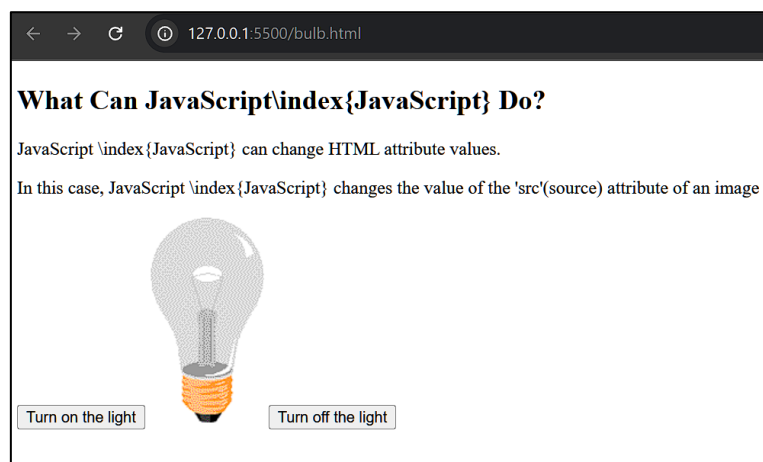 127.0.0.1:5500/bulb.html
What Can JavaScript\index{JavaScript} Do?
JavaScript \index{JavaScript} can change HTML attribute values.
In this case, JavaScript \index{JavaScript} changes the value of the 'src'(source) attribute of an image
Turn on the light Turn off the light